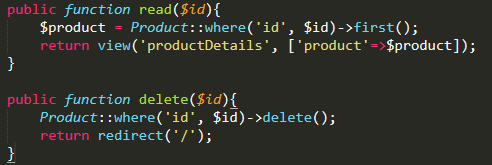 public function read($id){
    $product = Product::where('id', $id)->first();
    return view('productDetails', ['product'=>$product]);
}

public function delete($id){
    Product::where('id', $id)->delete();
    return redirect('/');
}